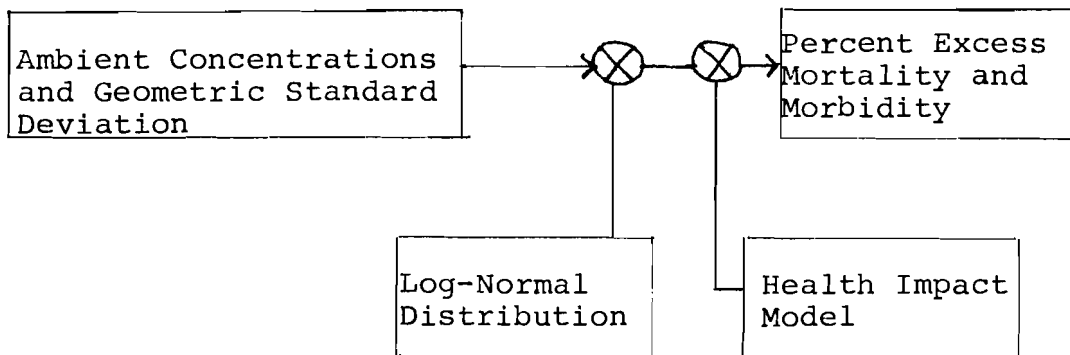 Ambient Concentrations
and Geometric Standard
Deviation
Percent Excess
Mortality and
Morbidity
Log-Normal
Distribution
Health Impact
Model